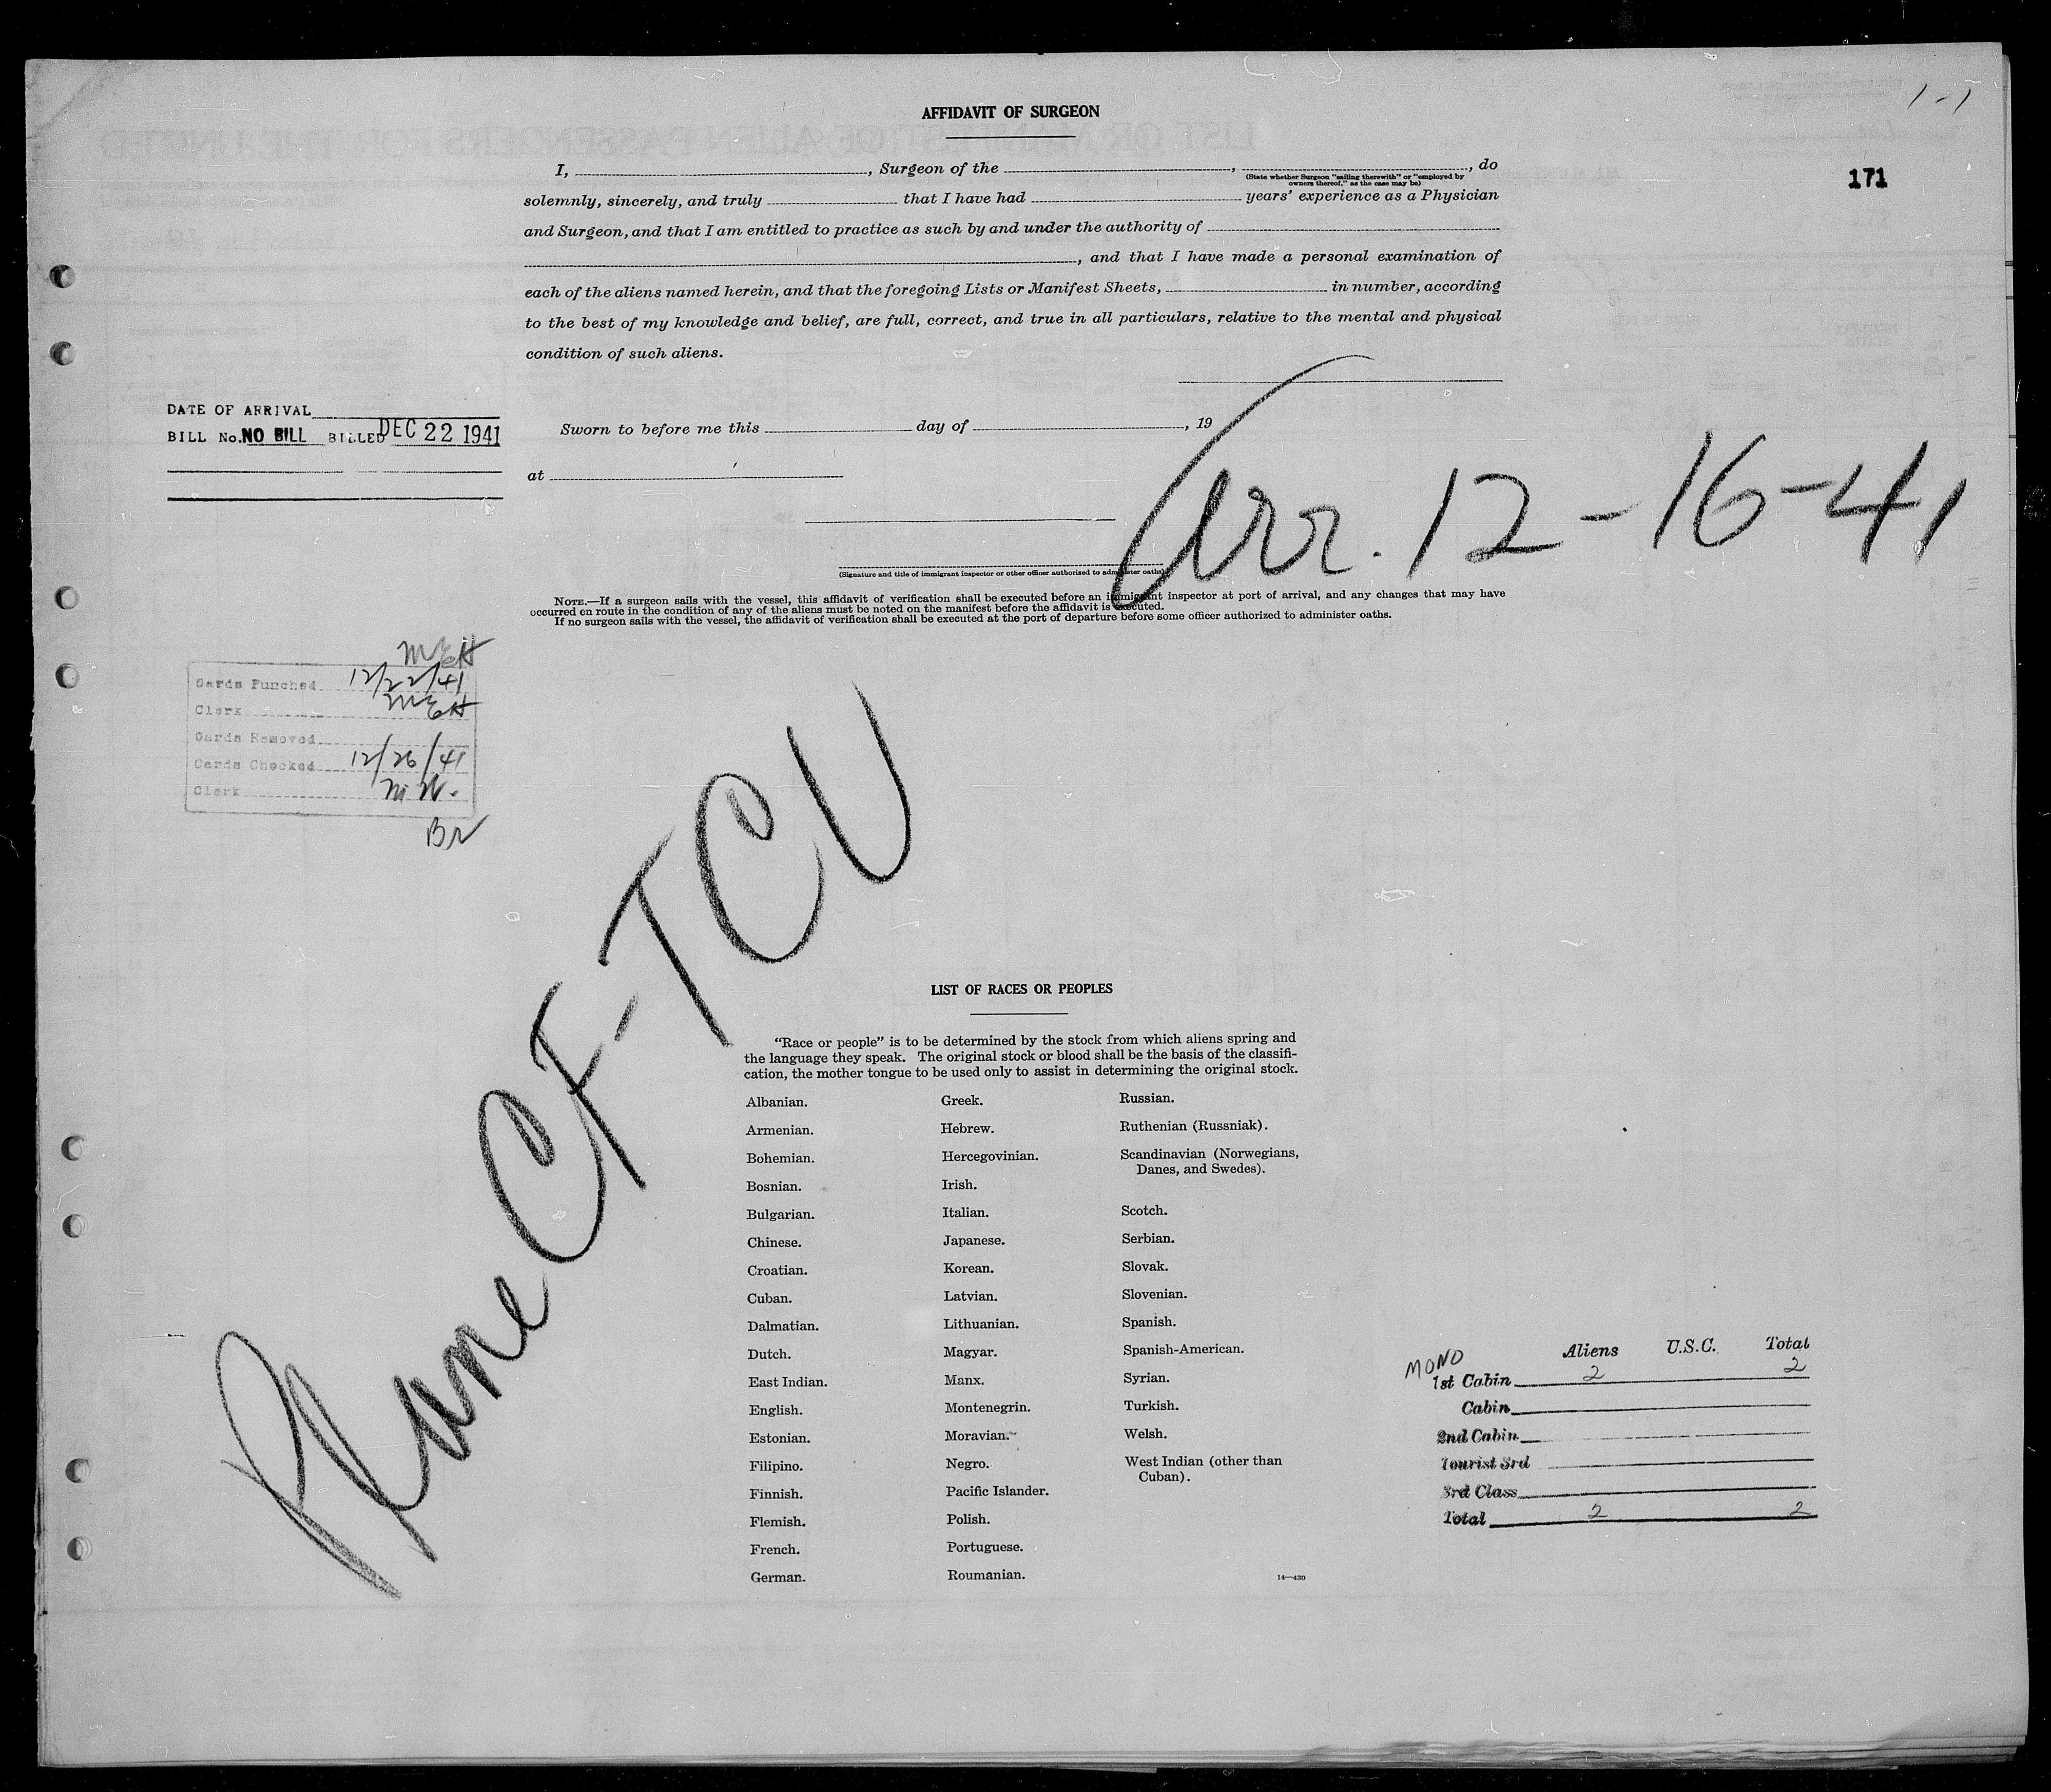 1-1
AFFIDAVIT OF SURGEON
171
I, , Surgeon of the , , do
(State whether Surgeon "sailing therewith" or "employed by
owners thereof," as the case may be)
solemnly, sincerely, and truly that I have had years' experience as a Physician
and Surgeon, and that I am entitled to practice as such by and under the authority of
, and that I have made a personal examination of
each of the aliens named herein, and that the foregoing Lists or Manifest Sheets, in number, according
to the best of my knowledge and belief, are full, correct, and true in all particulars, relative to the mental and physical
condition of such aliens.
DATE OF ARRIVAL
BILL No. NO BILL BILLED DEC 22 1941
Sworn to before me this day of , 19
at
Arr. 12-16-41
(Signature and title of immigrant inspector or other officer authorized to administer oaths)
NOTE.—If a surgeon sails with the vessel, this affidavit of verification shall be executed before an immigrant inspector at port of arrival, and any changes that may have
occurred en route in the condition of any of the aliens must be noted on the manifest before the affidavit is executed.
If no surgeon sails with the vessel, the affidavit of verification shall be executed at the port of departure before some officer authorized to administer oaths.
MEH
Cards Punched 12/22/41
Clerk MEH
Cards Removed
Cards Checked 12/26/41
Clerk M W.
Br
Plane CF-TCU
LIST OF RACES OR PEOPLES
"Race or people" is to be determined by the stock from which aliens spring and
the language they speak. The original stock or blood shall be the basis of the classifi-
cation, the mother tongue to be used only to assist in determining the original stock.
Albanian.
Armenian.
Bohemian.
Bosnian.
Bulgarian.
Chinese.
Croatian.
Cuban.
Dalmatian.
Dutch.
East Indian.
English.
Estonian.
Filipino.
Finnish.
Flemish.
French.
German.
Greek.
Hebrew.
Hercegovinian.
Irish.
Italian.
Japanese.
Korean.
Latvian.
Lithuanian.
Magyar.
Manx.
Montenegrin.
Moravian.
Negro.
Pacific Islander.
Polish.
Portuguese.
Roumanian.
Russian.
Ruthenian (Russniak).
Scandinavian (Norwegians,
Danes, and Swedes).
Scotch.
Serbian.
Slovak.
Slovenian.
Spanish.
Spanish-American.
Syrian.
Turkish.
Welsh.
West Indian (other than
Cuban).
14—430
Aliens U.S.C. Total
MONO
1st Cabin 2 2
Cabin
2nd Cabin
Tourist 3rd
3rd Class
Total 2 2